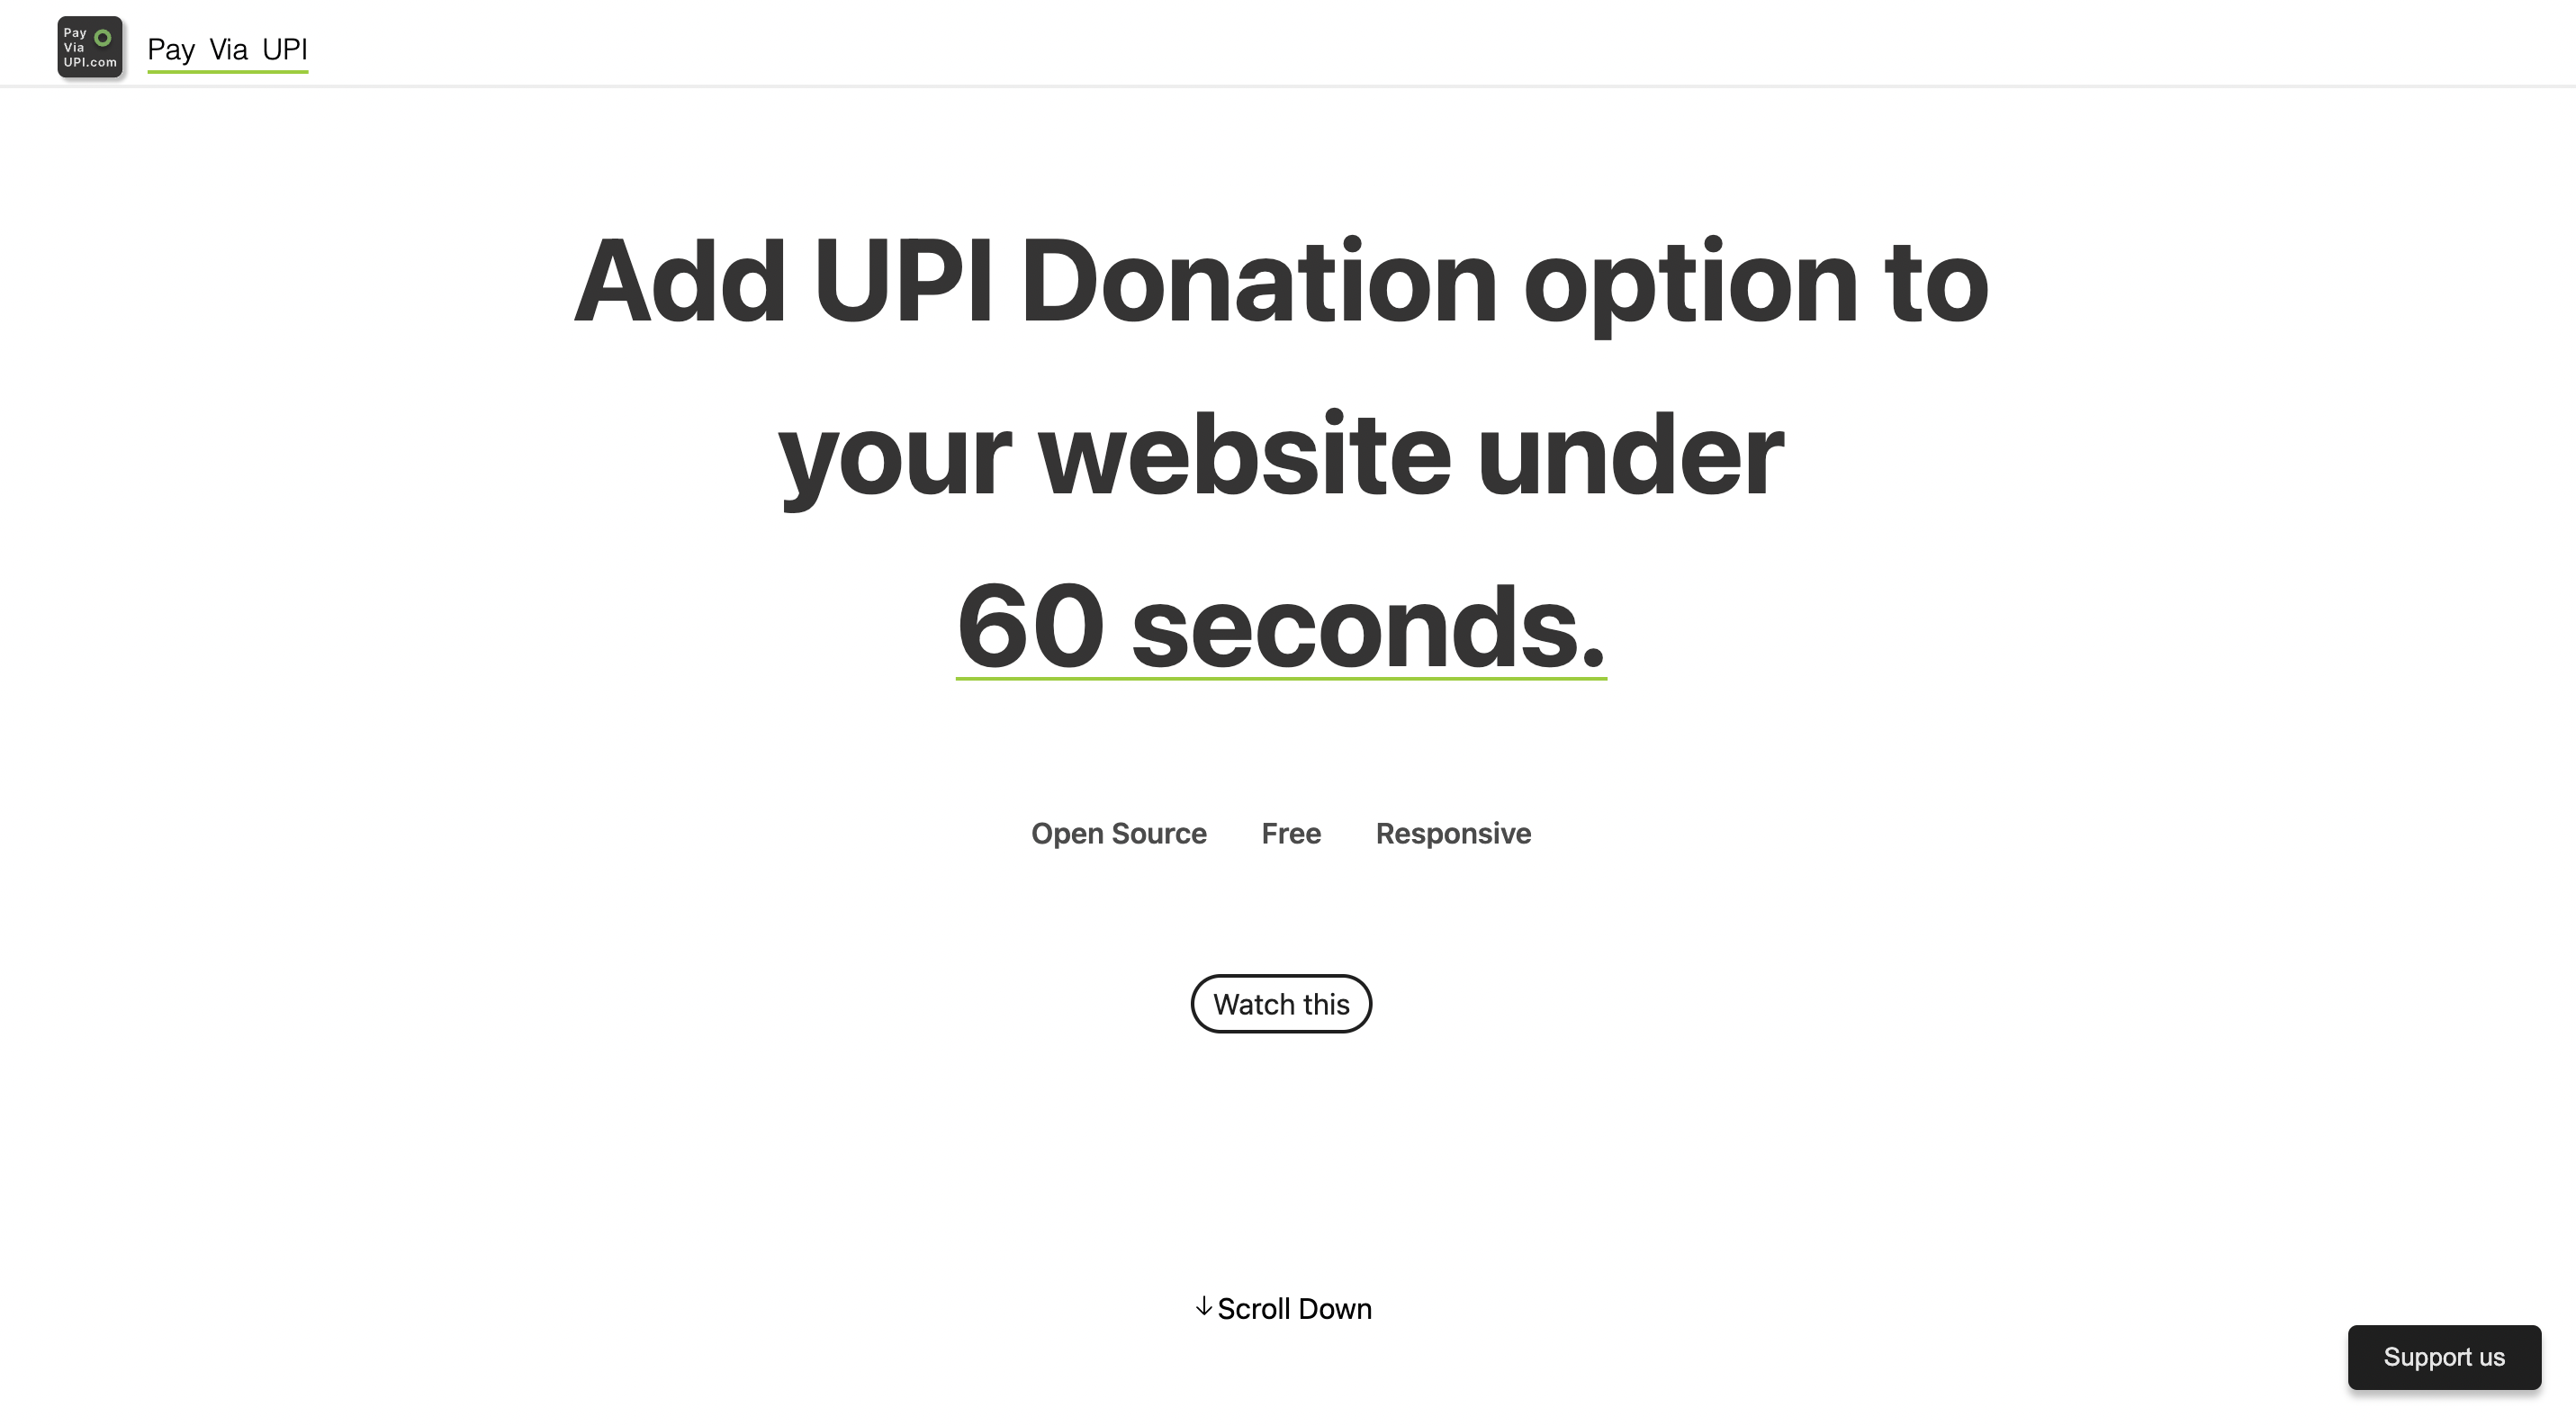 Pay
Via
UPI.com
Pay Via UPI
Add UPI Donation option to
your website under
60 seconds.
Open Source Free Responsive
Watch this
↓ Scroll Down
Support us